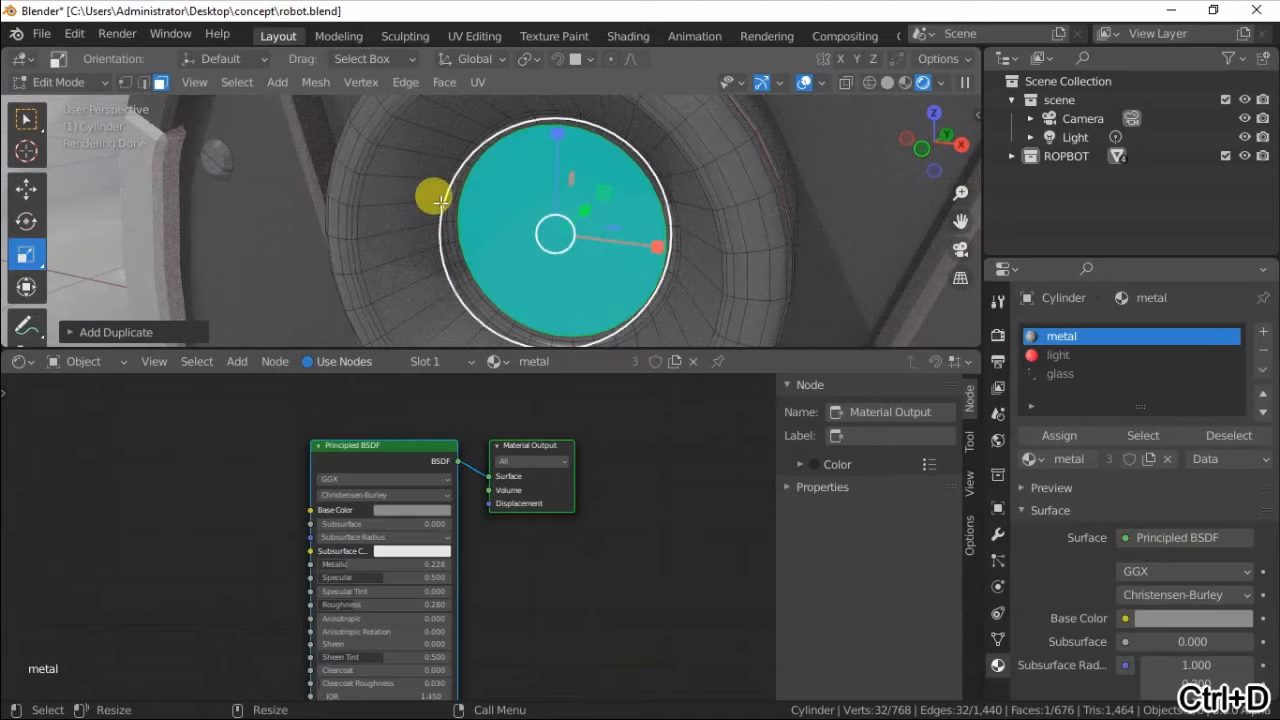 Blender* [C:\Users\Administrator\Desktop\concept\robot.blend]
File Edit Render Window Help Layout Modeling Sculpting UV Editing Texture Paint Shading Animation Rendering Compositing Scene View Layer
Orientation: Default Drag: Select Box Global X Y Z Options
Edit Mode View Select Add Mesh Vertex Edge Face UV
User Perspective
(1) Cylinder
Rendering Done
Z
Y
X
Add Duplicate
Scene Collection
scene
Camera
Light
ROPBOT
4
Object View Select Add Node Use Nodes Slot 1 metal 3
Principled BSDF
BSDF
GGX
Christensen-Burley
Base Color
Subsurface 0.000
Subsurface Radius
Subsurface C...
Metallic 0.228
Specular 0.500
Specular Tint 0.000
Roughness 0.280
Anisotropic 0.000
Anisotropic Rotation 0.000
Sheen 0.000
Sheen Tint 0.500
Clearcoat 0.000
Clearcoat Roughness 0.030
IOR 1.450
Material Output
All
Surface
Volume
Displacement
metal
Node
Name: Material Output
Label:
Color
Properties
Node
Tool
View
Options
Cylinder metal
metal
light
glass
Assign Select Deselect
metal 3 Data
Preview
Surface
Surface Principled BSDF
GGX
Christensen-Burley
Base Color
Subsurface 0.000
Subsurface Rad... 1.000
Ctrl+D
Select Resize Resize Call Menu Cylinder | Verts:32/768 | Edges:32/1,440 | Faces:1/676 | Tris:1,464